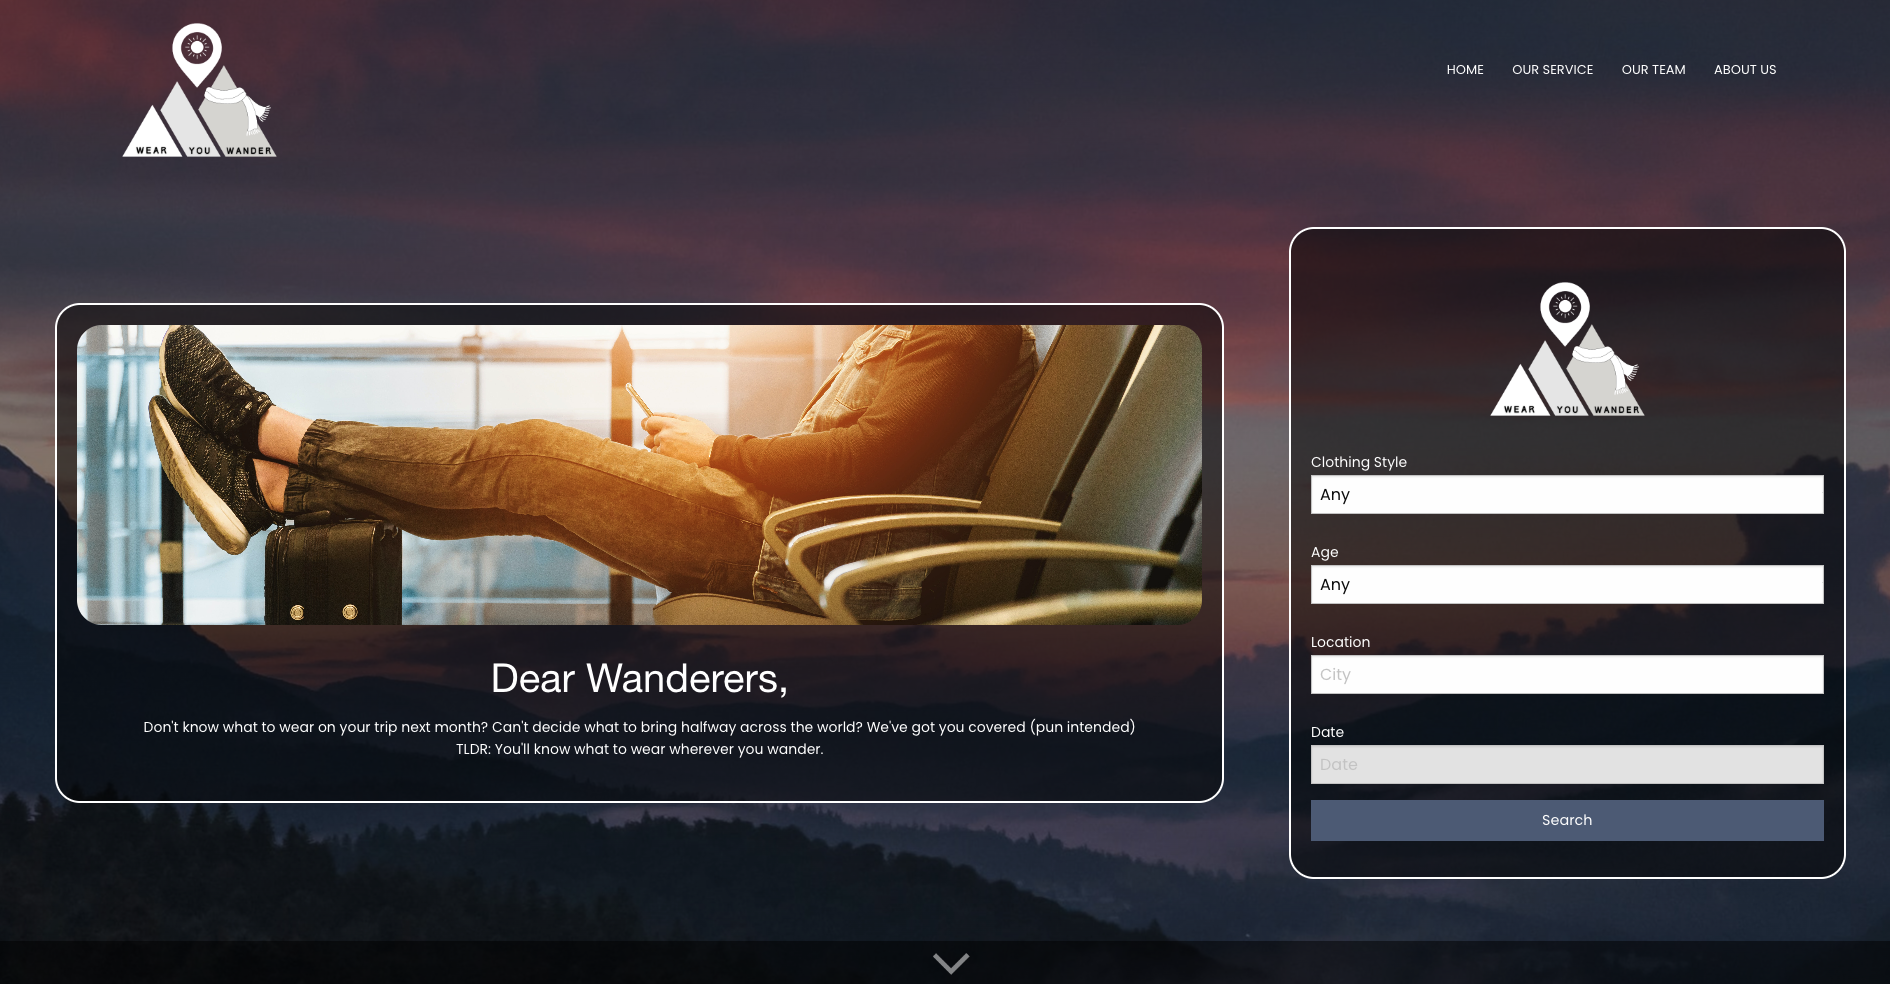 WEAR YOU WANDER
HOME OUR SERVICE OUR TEAM ABOUT US
Dear Wanderers,
Don't know what to wear on your trip next month? Can't decide what to bring halfway across the world? We've got you covered (pun intended)
TLDR: You'll know what to wear wherever you wander.
WEAR YOU WANDER
Clothing Style
Any
Age
Any
Location
City
Date
Date
Search